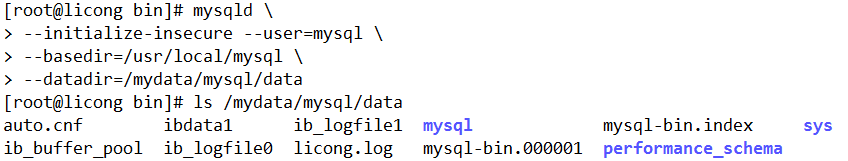 [root@licong bin]# mysqld \
> --initialize-insecure --user=mysql \
> --basedir=/usr/local/mysql \
> --datadir=/mydata/mysql/data
[root@licong bin]# ls /mydata/mysql/data
auto.cnf        ibdata1      ib_logfile1  mysql             mysql-bin.index     sys
ib_buffer_pool  ib_logfile0  licong.log   mysql-bin.000001  performance_schema